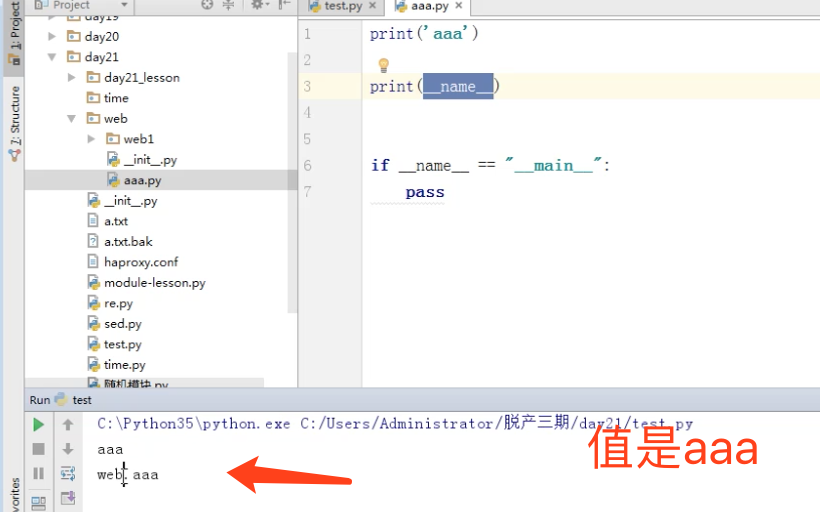 Project
test.py
aaa.py
1: Project
7: Structure
day19
day20
day21
day21_lesson
time
web
web1
__init__.py
aaa.py
__init__.py
a.txt
a.txt.bak
haproxy.conf
module-lesson.py
re.py
sed.py
test.py
time.py
随机模块.py
1 print('aaa')
2
3 print(__name__)
4
5
6 if __name__ == "__main__":
7 pass
Run test
C:\Python35\python.exe C:/Users/Administrator/脱产三期/day21/test.py
aaa
web.aaa
值是aaa